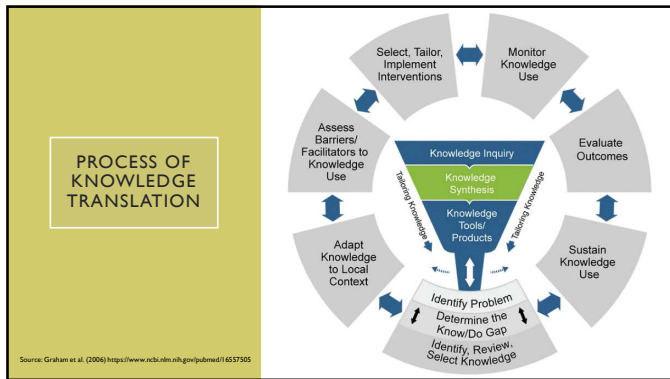 PROCESS OF
KNOWLEDGE
TRANSLATION
Source: Graham et al. (2006) https://www.ncbi.nlm.nih.gov/pubmed/16557505
Select, Tailor,
Implement
Interventions
Monitor
Knowledge
Use
Assess
Barriers/
Facilitators to
Knowledge
Use
Evaluate
Outcomes
Adapt
Knowledge
to Local
Context
Sustain
Knowledge
Use
Knowledge Inquiry
Knowledge
Synthesis
Knowledge
Tools/
Products
Tailoring Knowledge
Tailoring Knowledge
Identify Problem
Determine the
Know/Do Gap
Identify, Review,
Select Knowledge